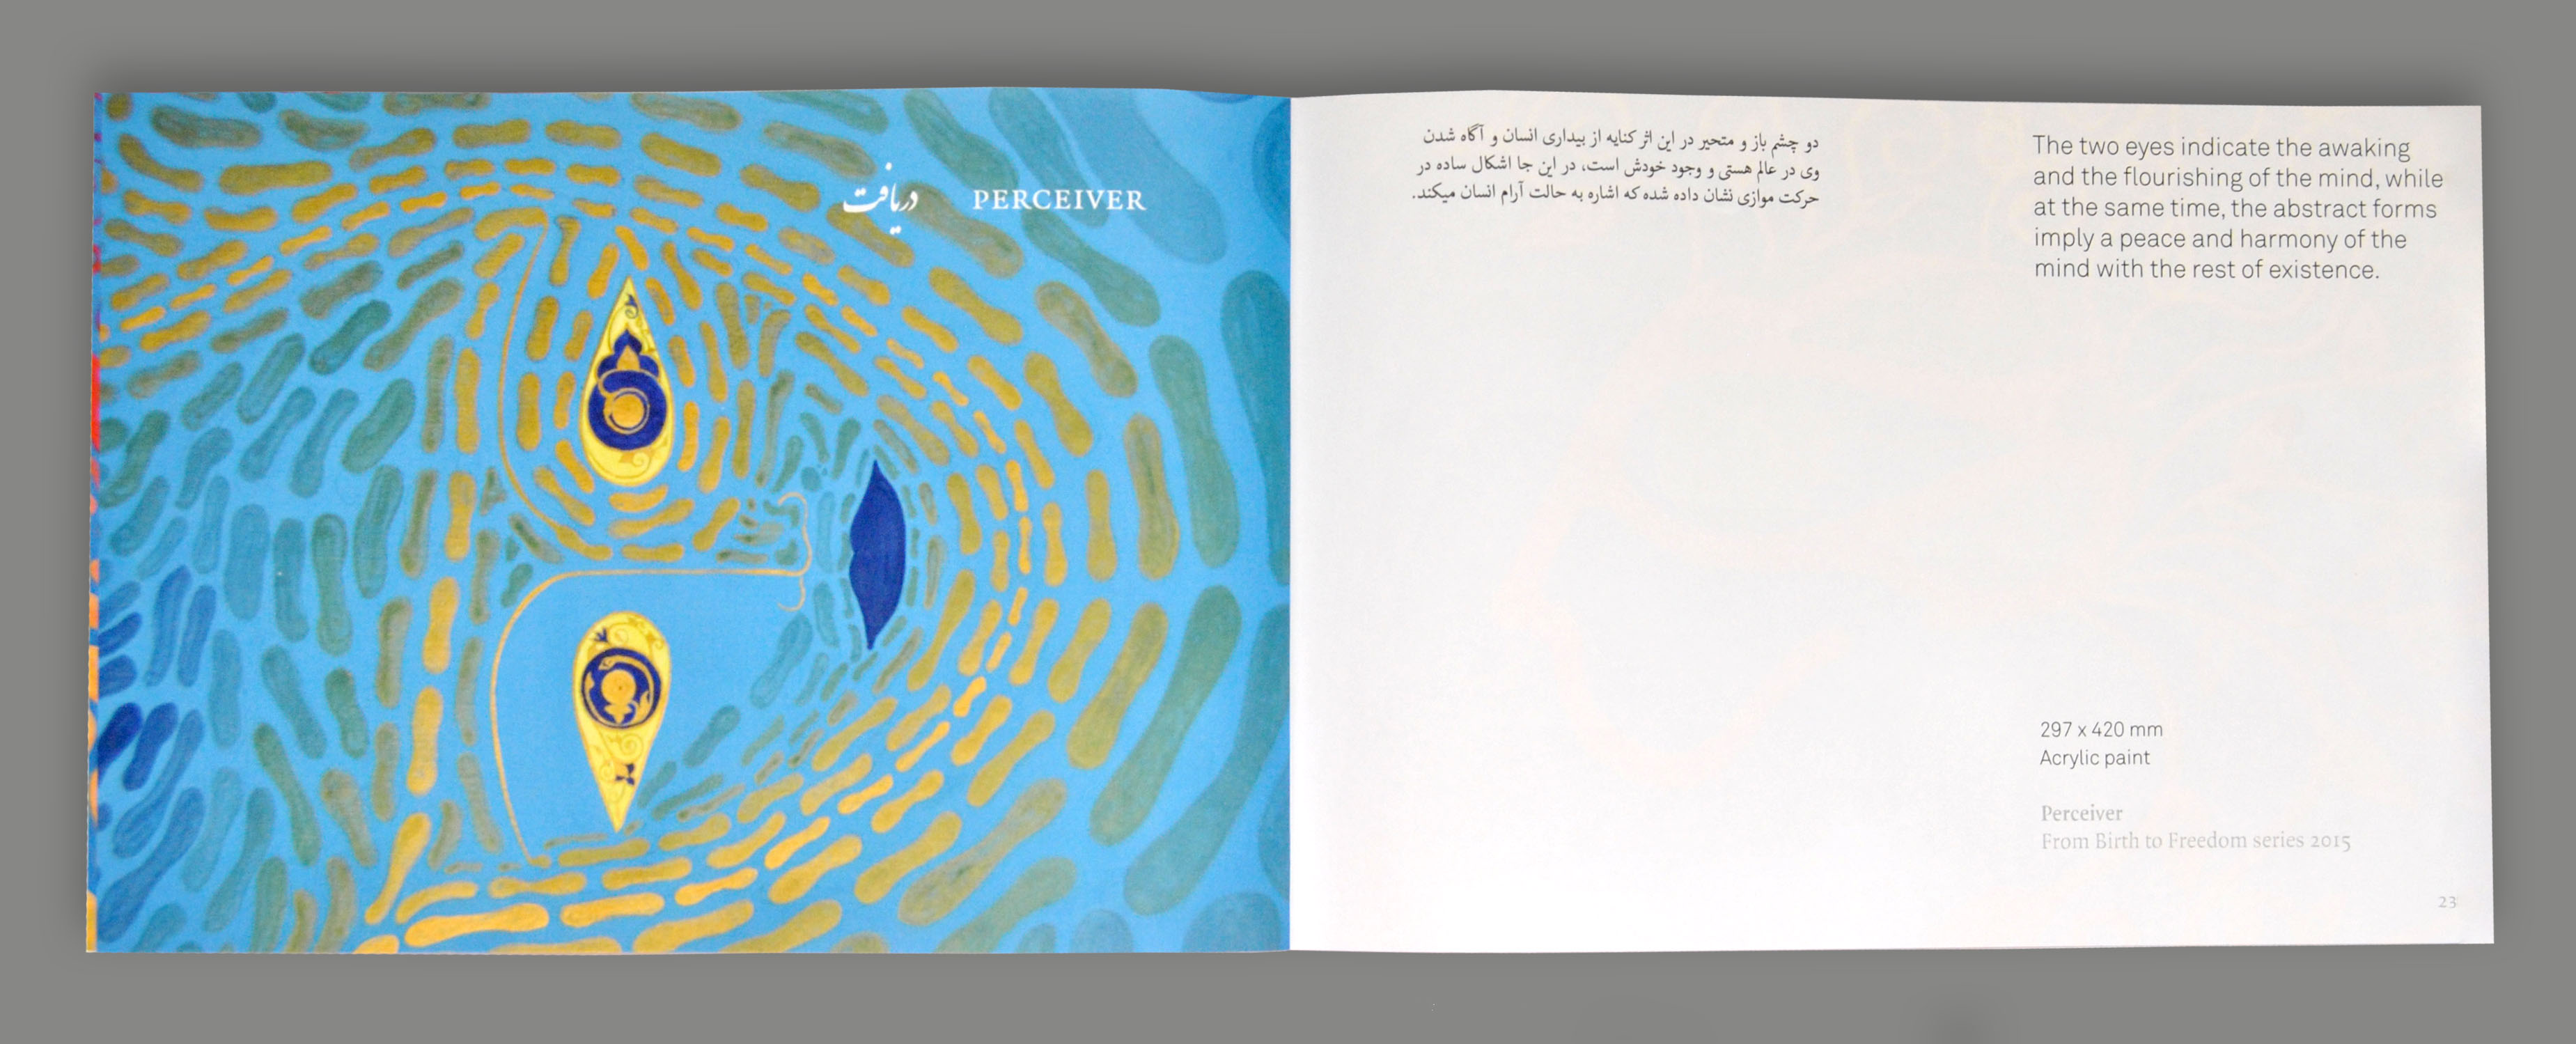 دریافت PERCEIVER
دو چشم باز و متحیر در این اثر کنایه از بیداری انسان و آگاه شدن
وی در عالم هستی و وجود خودش است، در این جا اشکال ساده در
حرکت موازی نشان داده شده که اشاره به حالت آرام انسان میکند.
The two eyes indicate the awaking
and the flourishing of the mind, while
at the same time, the abstract forms
imply a peace and harmony of the
mind with the rest of existence.
297 x 420 mm
Acrylic paint
Perceiver
From Birth to Freedom series 2015
23